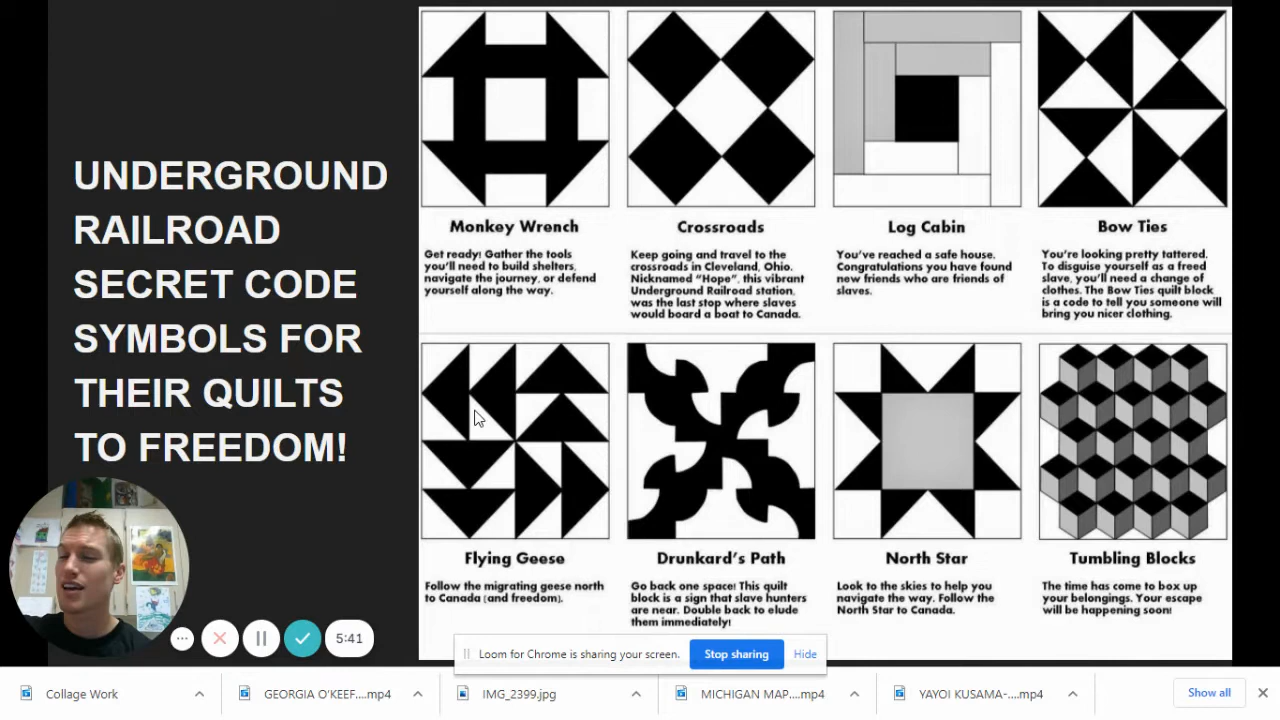 UNDERGROUND
RAILROAD
SECRET CODE
SYMBOLS FOR
THEIR QUILTS
TO FREEDOM!
Monkey Wrench
Get ready! Gather the tools
you'll need to build shelters,
navigate the journey, or defend
yourself along the way.
Crossroads
Keep going and travel to the
crossroads in Cleveland, Ohio.
Nicknamed "Hope", this vibrant
Underground Railroad station,
was the last stop where slaves
would board a boat to Canada.
Log Cabin
You've reached a safe house.
Congratulations you have found
new friends who are friends of
slaves.
Bow Ties
You're looking pretty tattered.
To disguise yourself as a freed
slave, you'll need a change of
clothes. The Bow Ties quilt block
is a code to tell you someone will
bring you nicer clothing.
Flying Geese
Follow the migrating geese north
to Canada (and freedom).
Drunkard's Path
Go back one space! This quilt
block is a sign that slave hunters
are near. Double back to elude
them immediately!
North Star
Look to the skies to help you
navigate the way. Follow the
North Star to Canada.
Tumbling Blocks
The time has come to box up
your belongings. Your escape
will be happening soon!
5:41
Loom for Chrome is sharing your screen.
Stop sharing
Hide
Collage Work
GEORGIA O'KEEF....mp4
IMG_2399.jpg
MICHIGAN MAP....mp4
YAYOI KUSAMA-....mp4
Show all